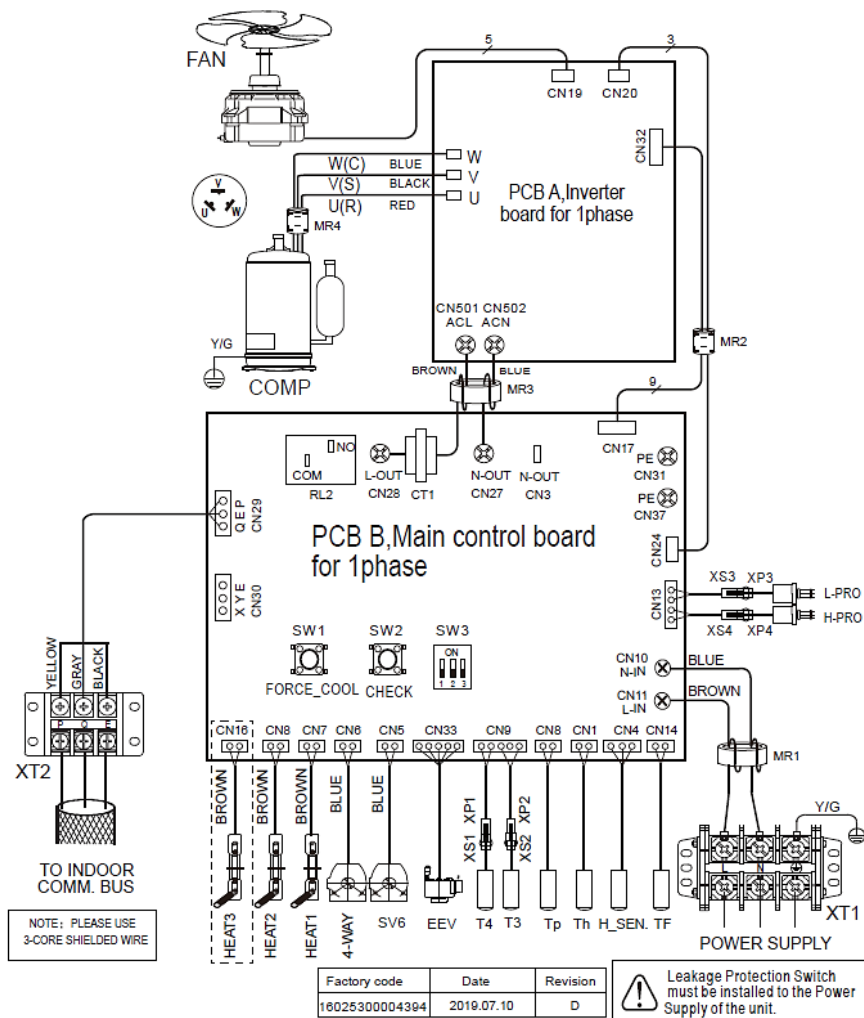 FAN
5
3
CN19
CN20
CN32
W(C) BLUE
V(S) BLACK
U(R) RED
W
V
U
PCB A,Inverter
board for 1phase
V
U
W
MR4
Y/G
COMP
CN501
ACL
CN502
ACN
BROWN
BLUE
MR3
MR2
9
CN17
NO
COM
RL2
L-OUT
CN28
CT1
N-OUT
CN27
N-OUT
CN3
PE
CN31
PE
CN37
CN24
Q E P
CN29
X Y E
CN30
PCB B,Main control board
for 1phase
CN13
XS3 XP3
L-PRO
H-PRO
XS4 XP4
SW1
FORCE_COOL
SW2
CHECK
SW3
ON
1 2 3
CN10
N-IN
BLUE
CN11
L-IN
BROWN
MR1
YELLOW
GRAY
BLACK
P Q E
XT2
TO INDOOR
COMM. BUS
NOTE: PLEASE USE
3-CORE SHIELDED WIRE
CN16 CN8 CN7 CN6 CN5 CN33 CN9 CN8 CN1 CN4 CN14
BROWN
BROWN
BROWN
BLUE
BLUE
XP1
XS1
XP2
XS2
HEAT3
HEAT2
HEAT1
4-WAY
SV6
EEV
T4
T3
Tp
Th
H_SEN.
TF
Y/G
L N
XT1
POWER SUPPLY
Factory code Date Revision
16025300004394 2019.07.10 D
Leakage Protection Switch
must be installed to the Power
Supply of the unit.